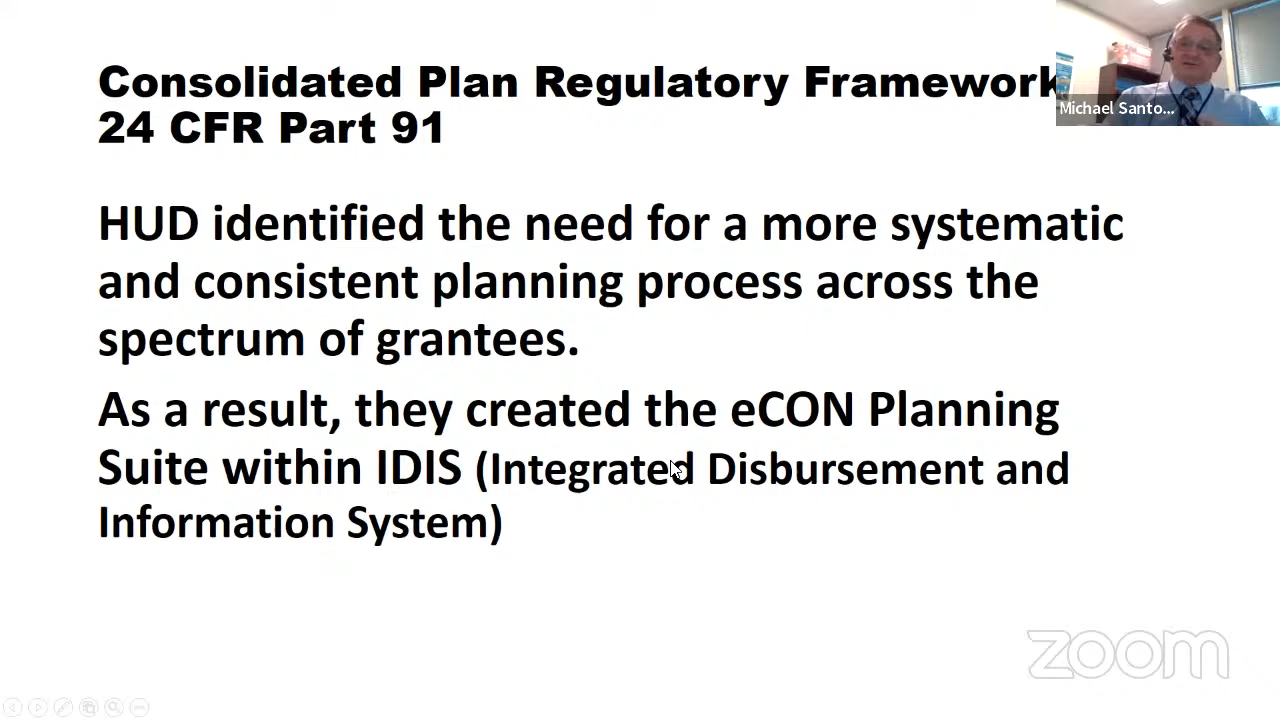 Consolidated Plan Regulatory Framework
24 CFR Part 91
Michael Santo...
HUD identified the need for a more systematic
and consistent planning process across the
spectrum of grantees.
As a result, they created the eCON Planning
Suite within IDIS (Integrated Disbursement and
Information System)
zoom